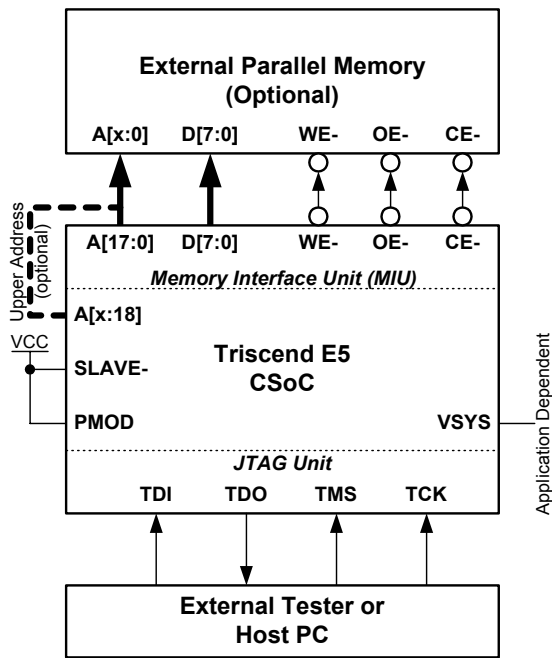 External Parallel Memory
(Optional)
A[x:0] D[7:0] WE- OE- CE-
A[17:0] D[7:0] WE- OE- CE-
Memory Interface Unit (MIU)
Upper Address
(optional)
A[x:18]
VCC
SLAVE-
Triscend E5
CSoC
PMOD
VSYS
Application Dependent
JTAG Unit
TDI TDO TMS TCK
External Tester or
Host PC